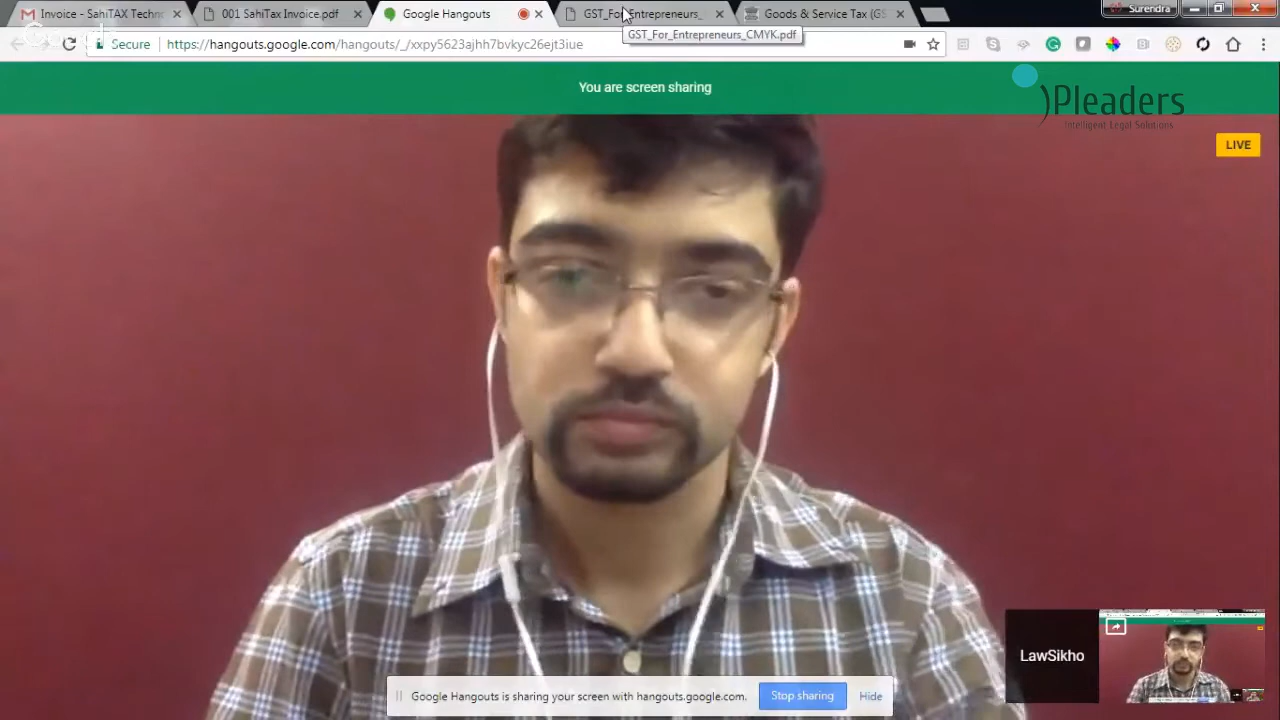 Invoice - SahiTAX Techno
001 SahiTax Invoice.pdf
Google Hangouts
GST_For_Entrepreneurs_
Goods & Service Tax (GS
Surendra
Secure
https://hangouts.google.com/hangouts/_/xqpy5623ajhh7bvkyc26ejt3iue
GST_For_Entrepreneurs_CMYK.pdf
You are screen sharing
iPleaders
Intelligent Legal Solutions
LIVE
LawSikho
Google Hangouts is sharing your screen with hangouts.google.com.
Stop sharing
Hide